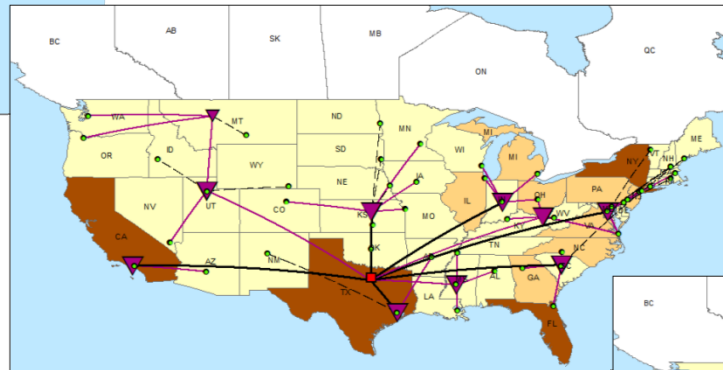 BC
AB
SK
MB
ON
QC
WA
MT
ND
MN
OR
ID
SD
WI
MI
MI
NY
VT
NH
ME
WY
NE
IA
PA
NV
UT
CO
KS
MO
IL
OH
WV
KY
VA
CA
AZ
NM
OK
TN
NC
TX
LA
AL
GA
FL
BC